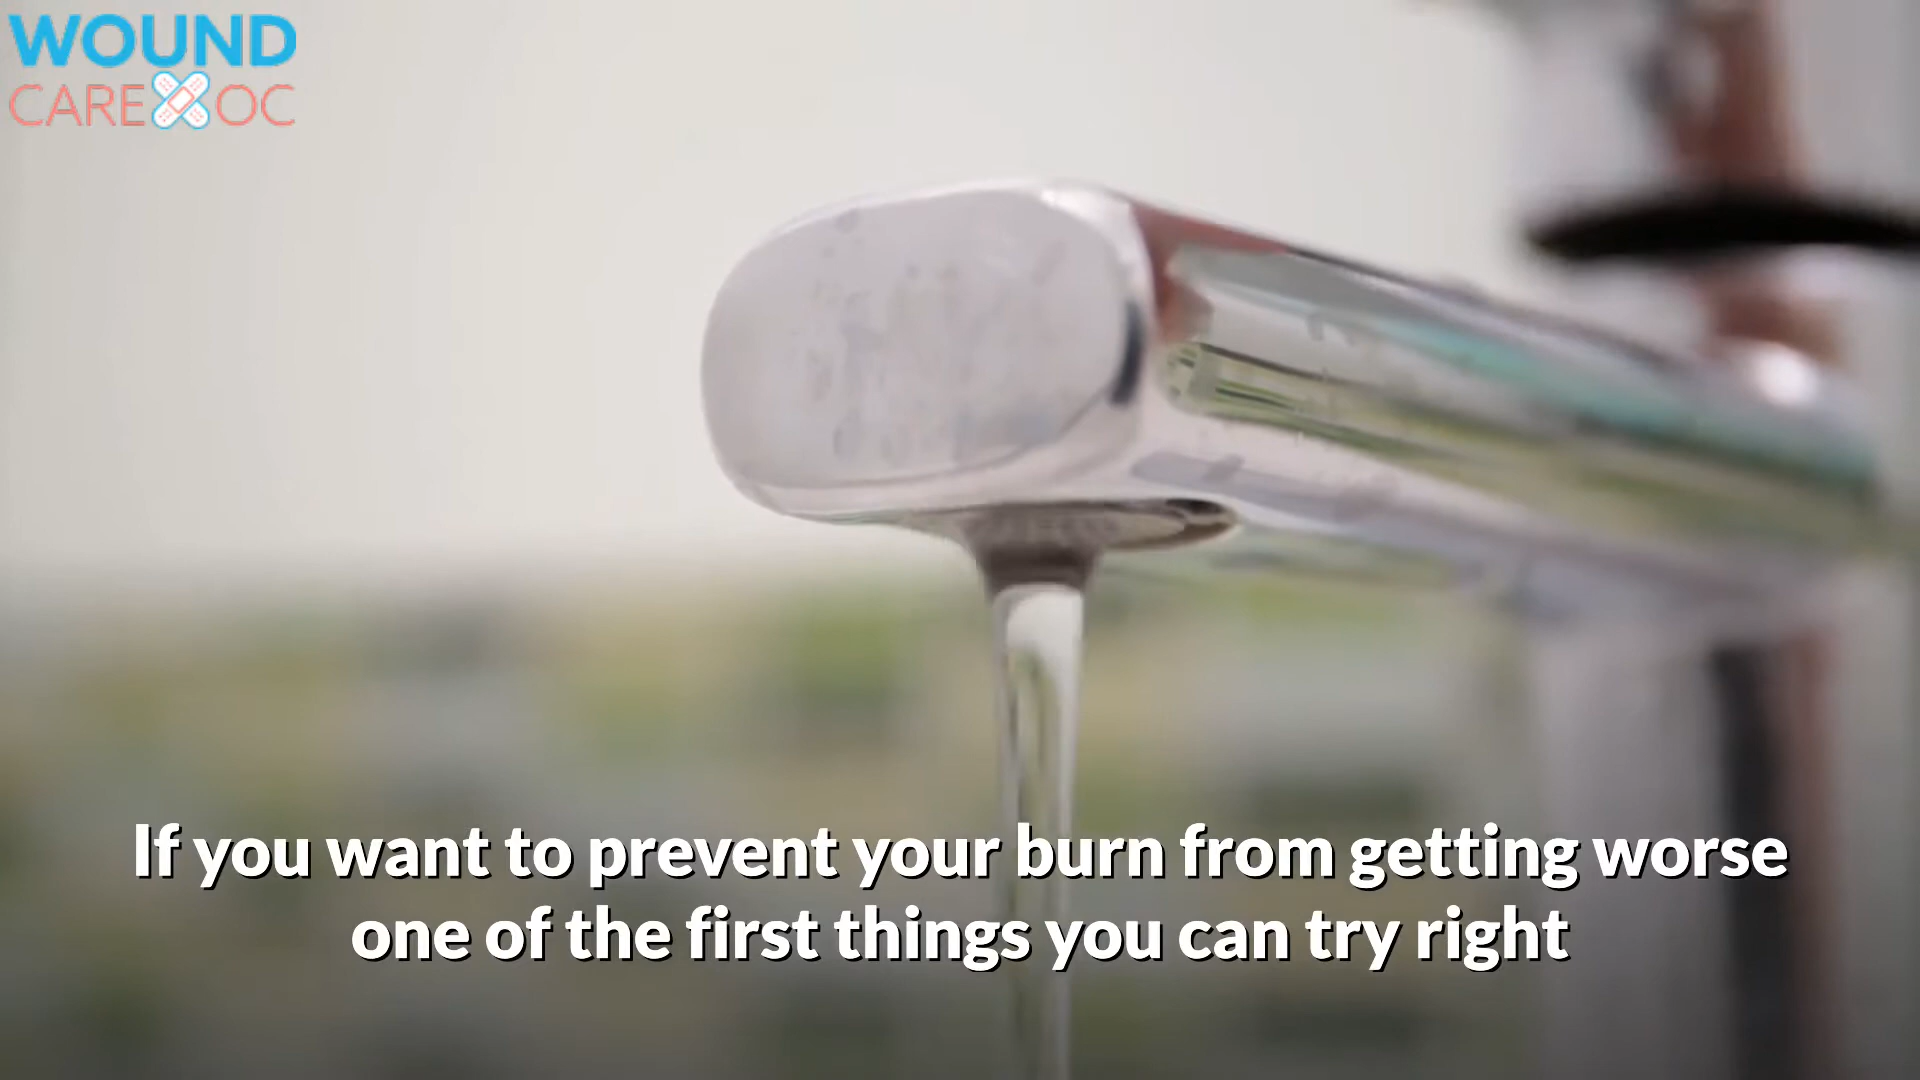 WOUND
CARE OC
If you want to prevent your burn from getting worse
one of the first things you can try right